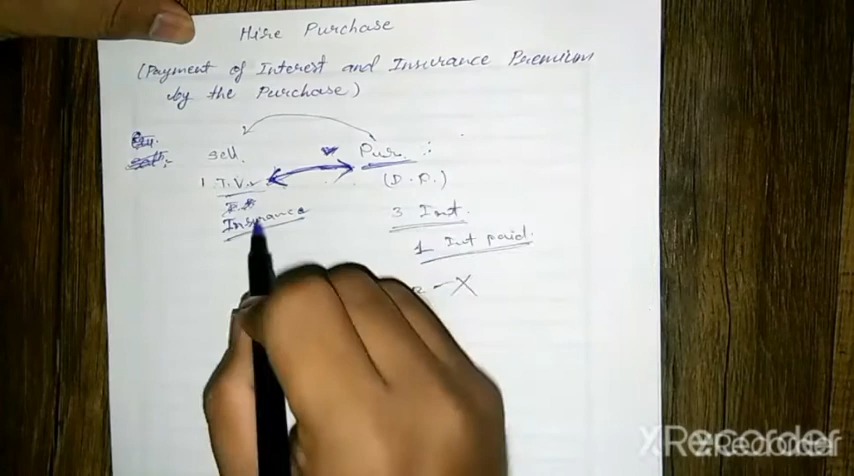 Hire Purchase
(Payment of Interest and Insurance Premium
by the Purchase)
sell. Pur :
1 T.V. (D.P.)
Insurance 3 Int.
1 Int paid.
- X
XRecorder